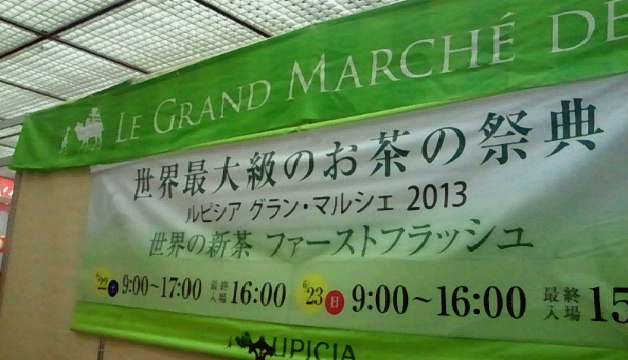 LE GRAND MARCHÉ DE
世界最大級のお茶の祭典
ルピシア グラン・マルシェ 2013
世界の新茶 ファーストフラッシュ
6/22 土 9:00~17:00 最終入場 16:00 6/23 日 9:00~16:00 最終入場 15
LUPICIA